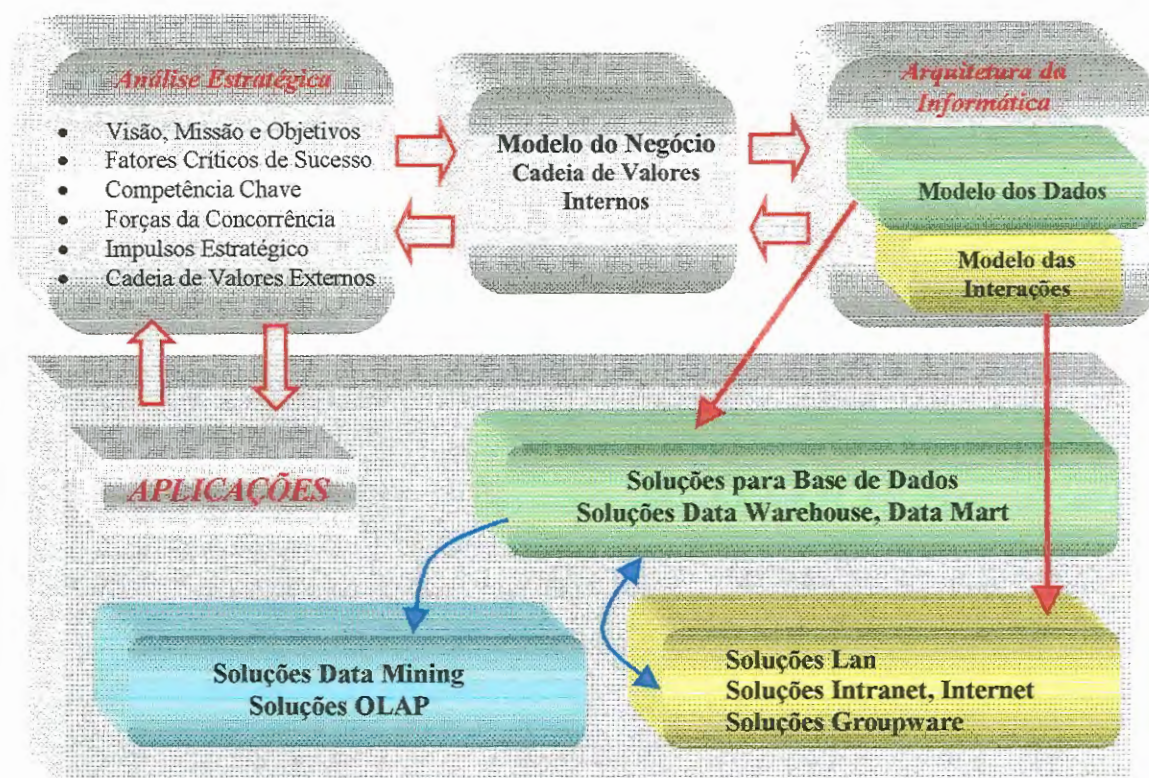 Análise Estratégica
• Visão, Missão e Objetivos
• Fatores Críticos de Sucesso
• Competência Chave
• Forças da Concorrência
• Impulsos Estratégico
• Cadeia de Valores Externos
Modelo do Negócio
Cadeia de Valores
Internos
Arquitetura da
Informática
Modelo dos Dados
Modelo das
Interações
APLICAÇÕES
Soluções para Base de Dados
Soluções Data Warehouse, Data Mart
Soluções Data Mining
Soluções OLAP
Soluções Lan
Soluções Intranet, Internet
Soluções Groupware